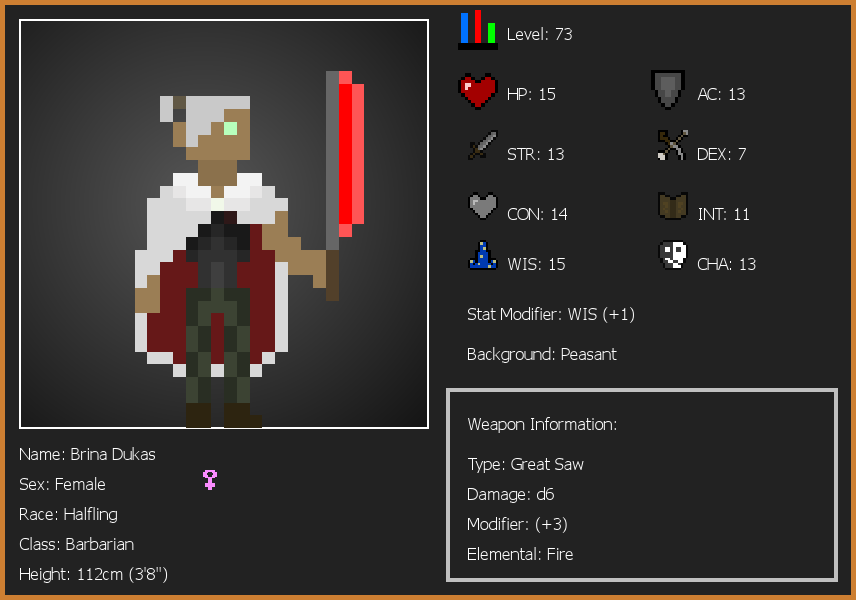 Level: 73
HP: 15
AC: 13
STR: 13
DEX: 7
CON: 14
INT: 11
WIS: 15
CHA: 13
Stat Modifier: WIS (+1)
Background: Peasant
Weapon Information:
Type: Great Saw
Damage: d6
Modifier: (+3)
Elemental: Fire
Name: Brina Dukas
Sex: Female
Race: Halfling
Class: Barbarian
Height: 112cm (3'8")